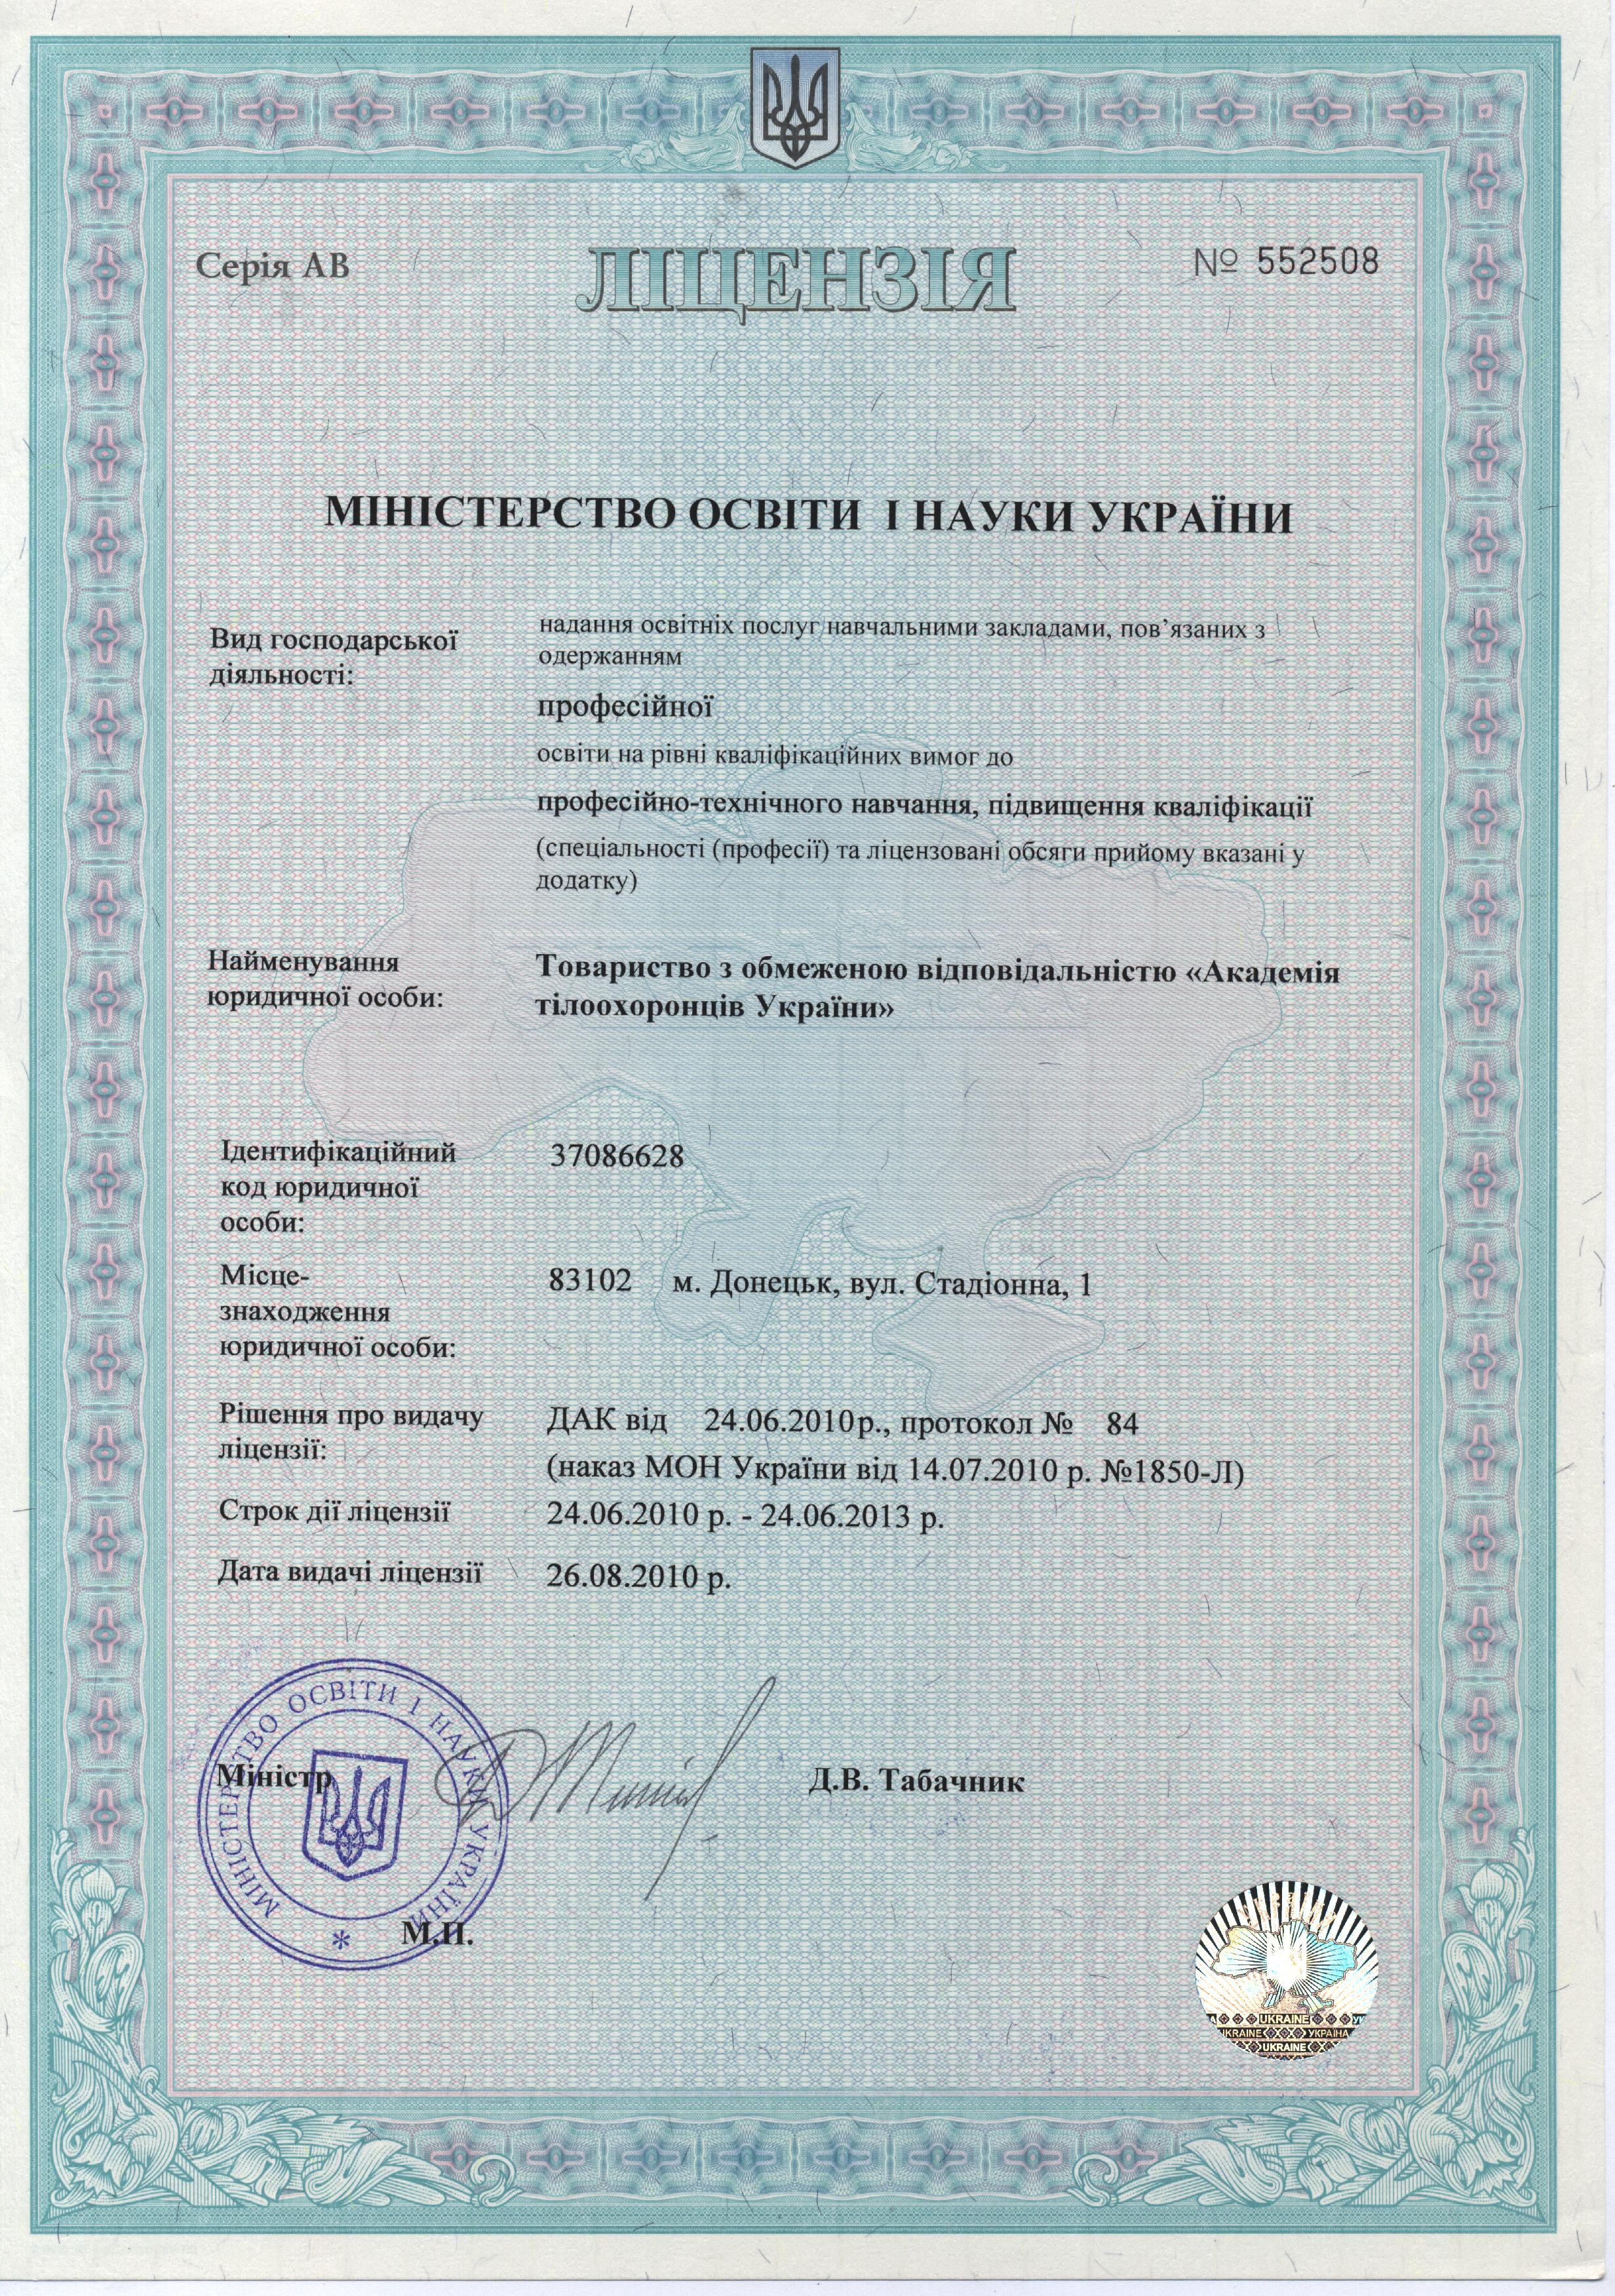 Серія АВ
ЛІЦЕНЗІЯ
№ 552508
МІНІСТЕРСТВО ОСВІТИ І НАУКИ УКРАЇНИ
Вид господарської
діяльності:
надання освітніх послуг навчальними закладами, пов’язаних з
одержанням
професійної
освіти на рівні кваліфікаційних вимог до
професійно-технічного навчання, підвищення кваліфікації
(спеціальності (професії) та ліцензовані обсяги прийому вказані у
додатку)
Найменування
юридичної особи:
Товариство з обмеженою відповідальністю «Академія
тілоохоронців України»
Ідентифікаційний
код юридичної
особи:
37086628
Місце-
знаходження
юридичної особи:
83102 м. Донецьк, вул. Стадіонна, 1
Рішення про видачу
ліцензії:
ДАК від 24.06.2010р., протокол № 84
(наказ МОН України від 14.07.2010 р. №1850-Л)
Строк дії ліцензії
24.06.2010 р. - 24.06.2013 р.
Дата видачі ліцензії
26.08.2010 р.
МІНІСТЕРСТВО ОСВІТИ І НАУКИ УКРАЇНИ
*
Міністр
Д.В. Табачник
М.П.
UKRAINE
UKRAINE УКРАЇНА
UKRAINE